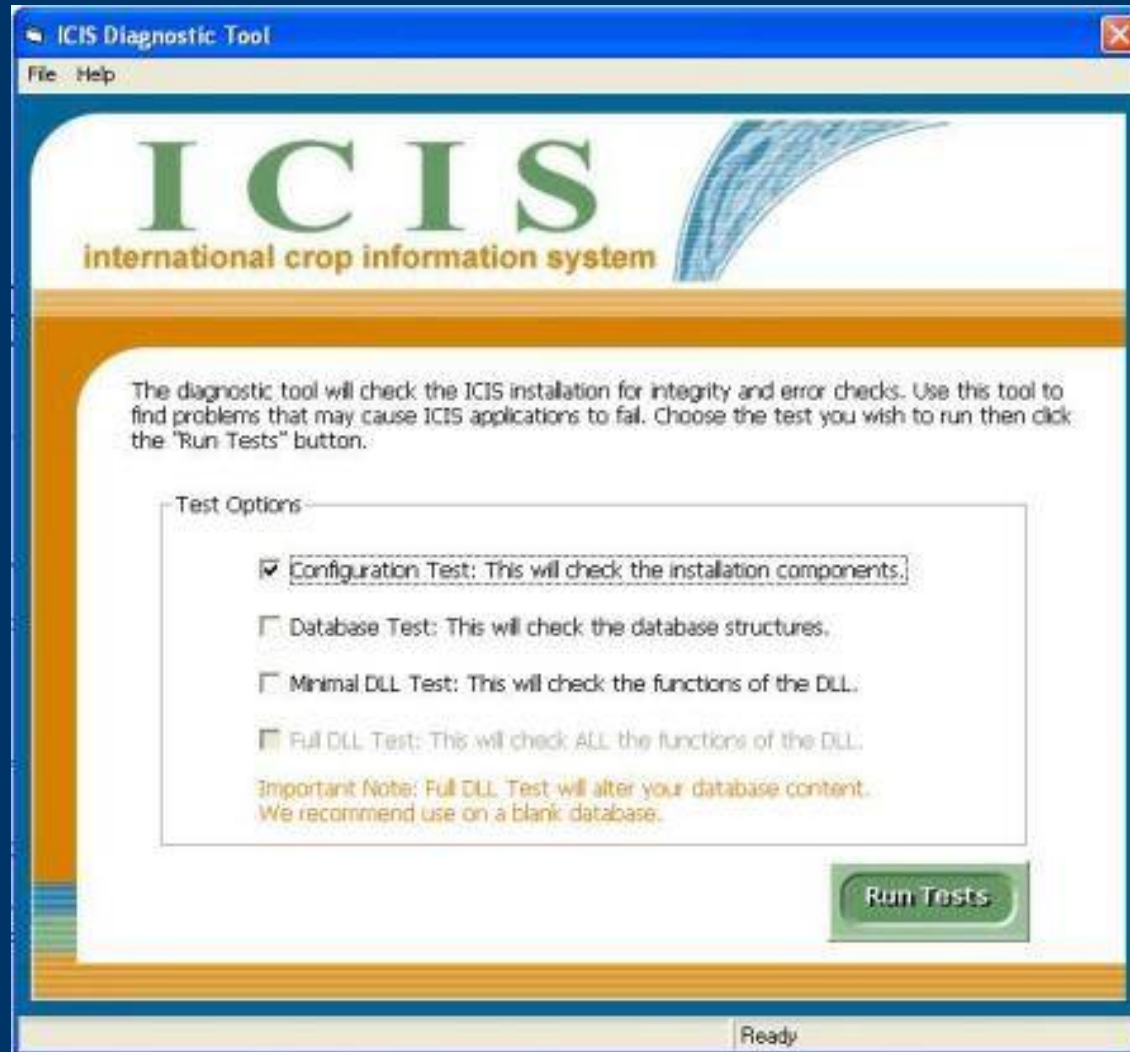 ICIS Diagnostic Tool
File Help
ICIS
international crop information system
The diagnostic tool will check the ICIS installation for integrity and error checks. Use this tool to
find problems that may cause ICIS applications to fail. Choose the test you wish to run then click
the "Run Tests" button.
Test Options
Configuration Test: This will check the installation components.
Database Test: This will check the database structures.
Minimal DLL Test: This will check the functions of the DLL.
Full DLL Test: This will check ALL the functions of the DLL.
Important Note: Full DLL Test will alter your database content.
We recommend use on a blank database.
Run Tests
Ready